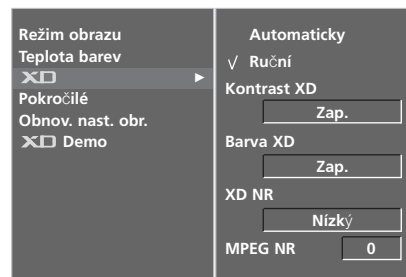 Režim obrazu
Teplota barev
XD
Pokročilé
Obnov. nast. obr.
XD Demo
Automaticky
√ Ruční
Kontrast XD
Zap.
Barva XD
Zap.
XD NR
Nízký
MPEG NR 0